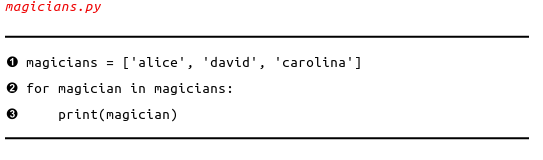 magicians.py
❶ magicians = ['alice', 'david', 'carolina']
❷ for magician in magicians:
❸     print(magician)